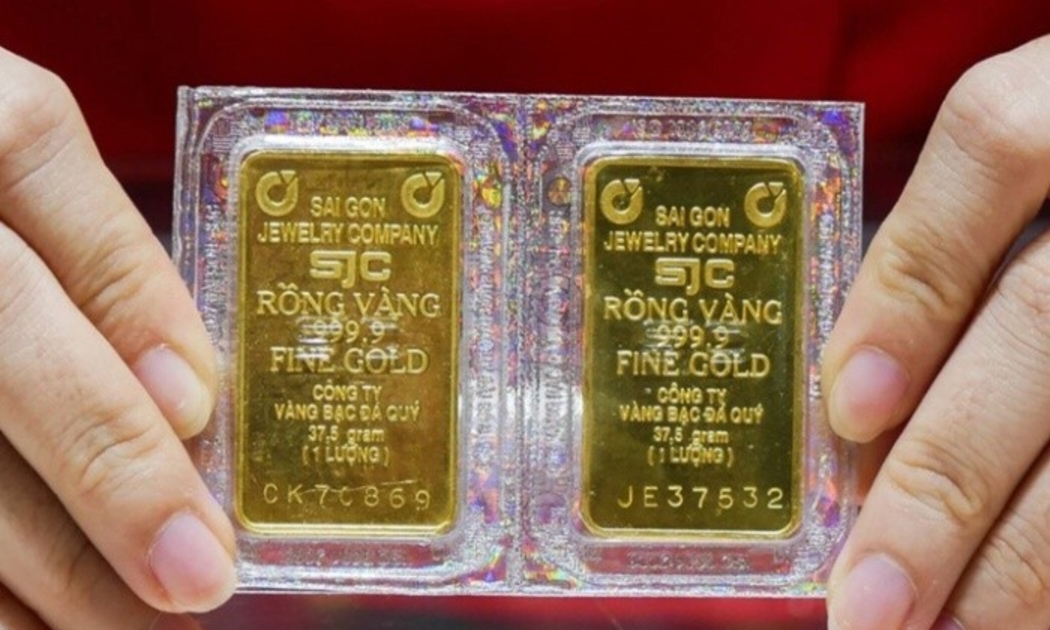 SAI GON
JEWELRY COMPANY
SJC
RỒNG VÀNG
999.9
FINE GOLD
CÔNG TY
VÀNG BẠC ĐÁ QUÝ
37,5 gram
(1 LƯỢNG)
CK70869
SAI GON
JEWELRY COMPANY
SJC
RỒNG VÀNG
999.9
FINE GOLD
CÔNG TY
VÀNG BẠC ĐÁ QUÝ
37,5 gram
(1 LƯỢNG)
JE37532